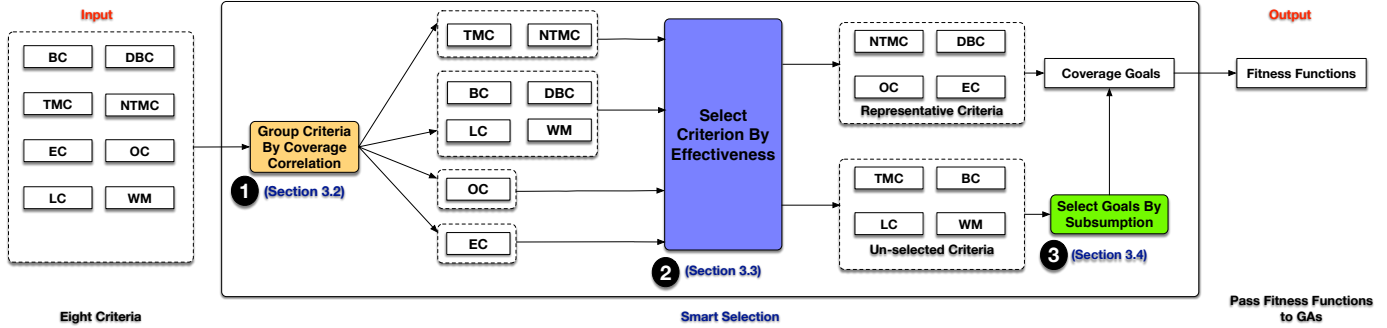 Input
BC DBC
TMC NTMC
EC OC
LC WM
Eight Criteria
Group Criteria
By Coverage
Correlation
1 (Section 3.2)
TMC NTMC
BC DBC
LC WM
OC
EC
Select
Criterion By
Effectiveness
2 (Section 3.3)
NTMC DBC
OC EC
Representative Criteria
TMC BC
LC WM
Un-selected Criteria
Coverage Goals
Select Goals By
Subsumption
3 (Section 3.4)
Smart Selection
Output
Fitness Functions
Pass Fitness Functions
to GAs